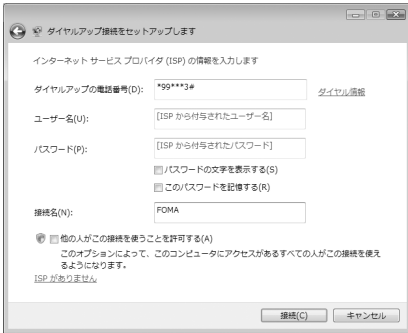 ダイヤルアップ接続をセットアップします
インターネット サービス プロバイダ (ISP) の情報を入力します
ダイヤルアップの電話番号(D):
*99***3#
ダイヤル情報
ユーザー名(U):
[ISP から付与されたユーザー名]
パスワード(P):
[ISP から付与されたパスワード]
パスワードの文字を表示する(S)
このパスワードを記憶する(R)
接続名(N):
FOMA
他の人がこの接続を使うことを許可する(A)
このオプションによって、このコンピュータにアクセスがあるすべての人がこの接続を使え
るようになります。
ISP がありません
接続(C)
キャンセル